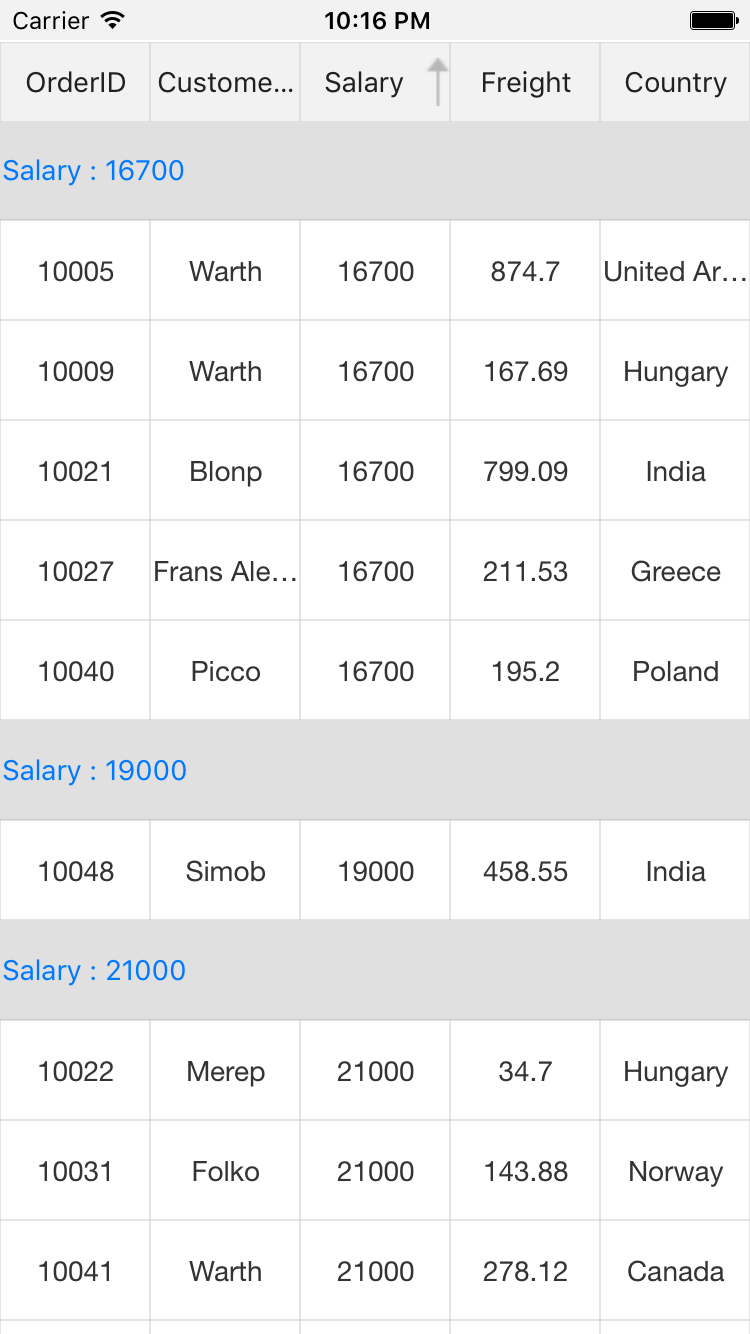 Carrier 10:16 PM
OrderID Custome... Salary Freight Country
Salary : 16700
10005 Warth 16700 874.7 United Ar...
10009 Warth 16700 167.69 Hungary
10021 Blonp 16700 799.09 India
10027 Frans Ale... 16700 211.53 Greece
10040 Picco 16700 195.2 Poland
Salary : 19000
10048 Simob 19000 458.55 India
Salary : 21000
10022 Merep 21000 34.7 Hungary
10031 Folko 21000 143.88 Norway
10041 Warth 21000 278.12 Canada